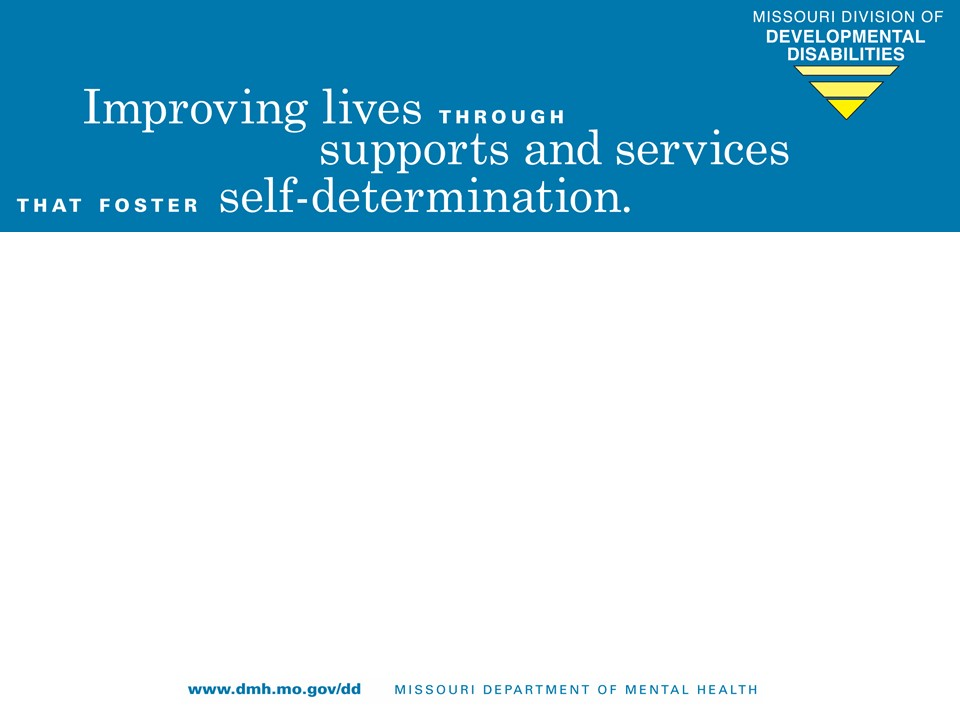 MISSOURI DIVISION OF
DEVELOPMENTAL
DISABILITIES
Improving lives THROUGH
supports and services
THAT FOSTER self-determination.
www.dmh.mo.gov/dd MISSOURI DEPARTMENT OF MENTAL HEALTH